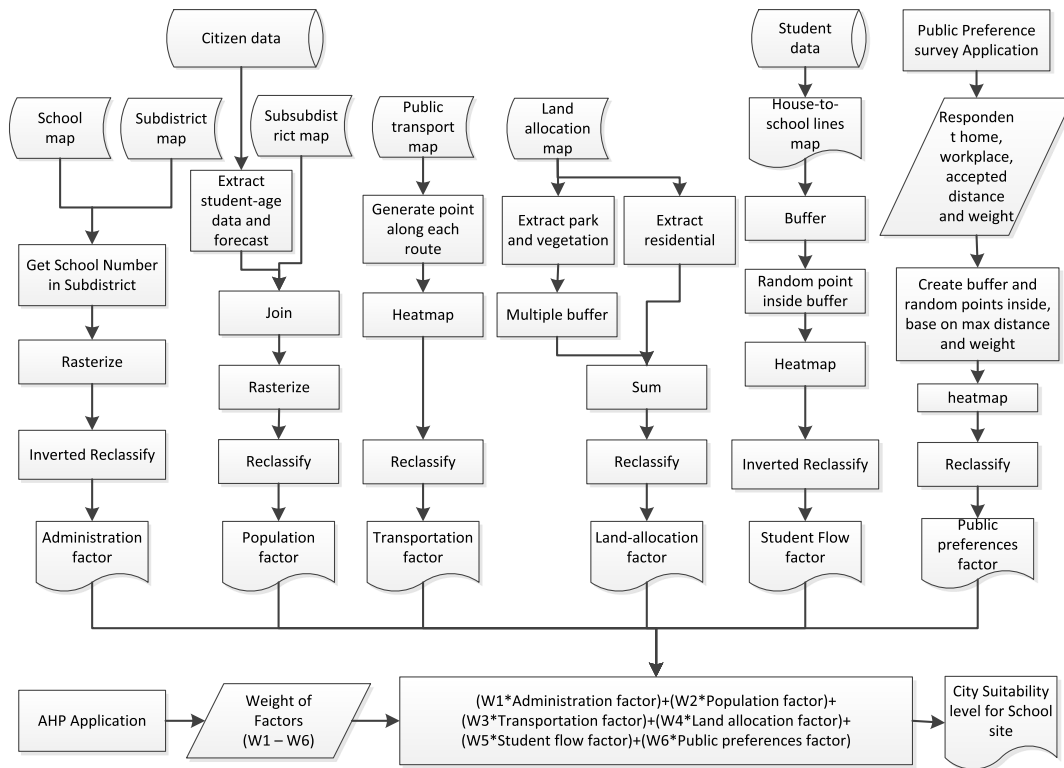 Citizen data
Student
data
Public Preference
survey Application
School
map
Subdistrict
map
Subsubdist
rict map
Public
transport
map
Land
allocation
map
House-to-
school lines
map
Responden
t home,
workplace,
accepted
distance
and weight
Extract
student-age
data and
forecast
Generate point
along each
route
Extract park
and vegetation
Extract
residential
Buffer
Get School Number
in Subdistrict
Random point
inside buffer
Create buffer and
random points inside,
base on max distance
and weight
Join
Heatmap
Multiple buffer
Rasterize
Heatmap
Rasterize
Sum
heatmap
Inverted Reclassify
Reclassify
Reclassify
Reclassify
Inverted Reclassify
Reclassify
Administration
factor
Population
factor
Transportation
factor
Land-allocation
factor
Student Flow
factor
Public
preferences
factor
AHP Application
Weight of
Factors
(W1 – W6)
(W1*Administration factor)+(W2*Population factor)+
(W3*Transportation factor)+(W4*Land allocation factor)+
(W5*Student flow factor)+(W6*Public preferences factor)
City Suitability
level for School
site